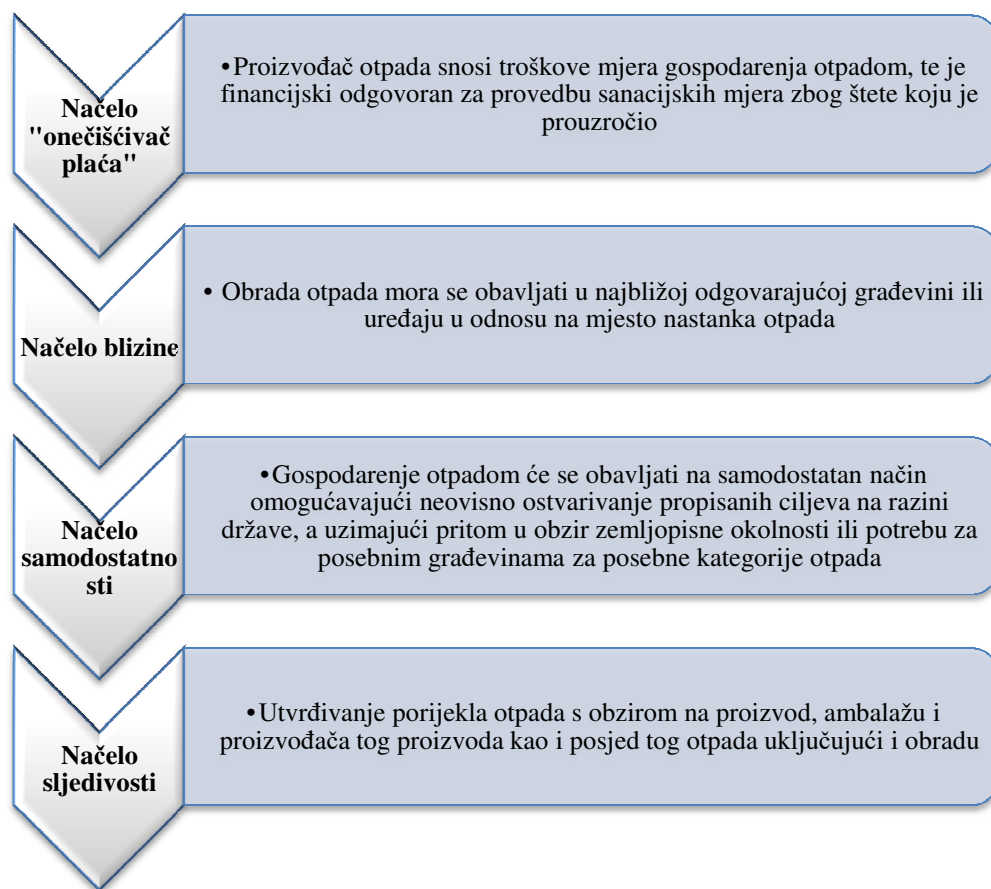 Načelo
"onečišćivač
plaća"
•Proizvođač otpada snosi troškove mjera gospodarenja otpadom, te je
financijski odgovoran za provedbu sanacijskih mjera zbog štete koju je
prouzročio
Načelo blizine
• Obrada otpada mora se obavljati u najbližoj odgovarajućoj građevini ili
uređaju u odnosu na mjesto nastanka otpada
Načelo
samodostatno
sti
•Gospodarenje otpadom će se obavljati na samodostatan način
omogućavajući neovisno ostvarivanje propisanih ciljeva na razini
države, a uzimajući pritom u obzir zemljopisne okolnosti ili potrebu za
posebnim građevinama za posebne kategorije otpada
Načelo
sljedivosti
•Utvrđivanje porijekla otpada s obzirom na proizvod, ambalažu i
proizvođača tog proizvoda kao i posjed tog otpada uključujući i obradu